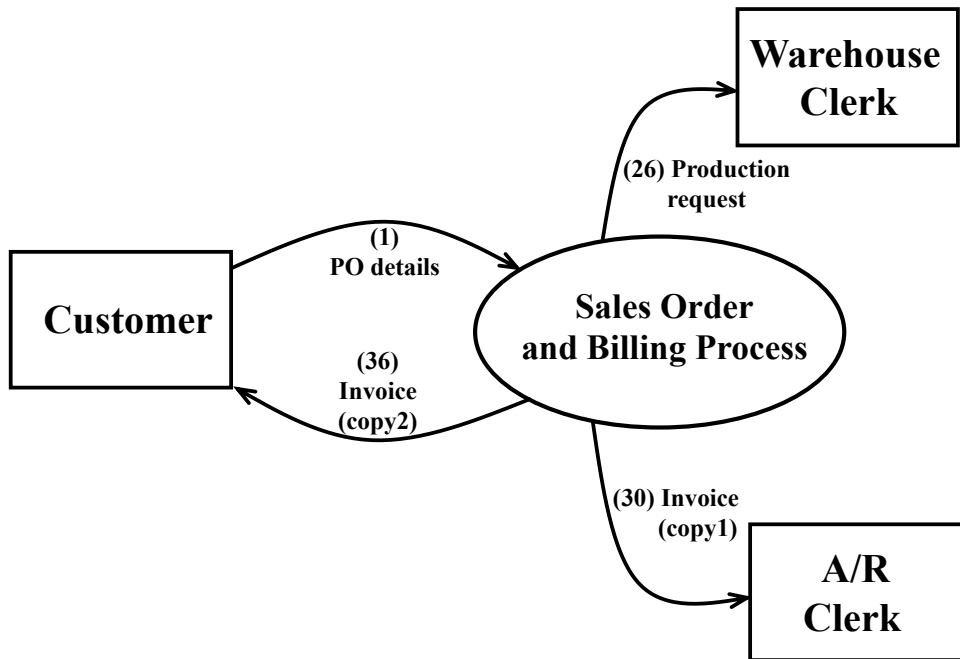 Warehouse
Clerk
(26) Production
request
(1)
PO details
Customer
Sales Order
and Billing Process
(36)
Invoice
(copy2)
(30) Invoice
(copy1)
A/R
Clerk